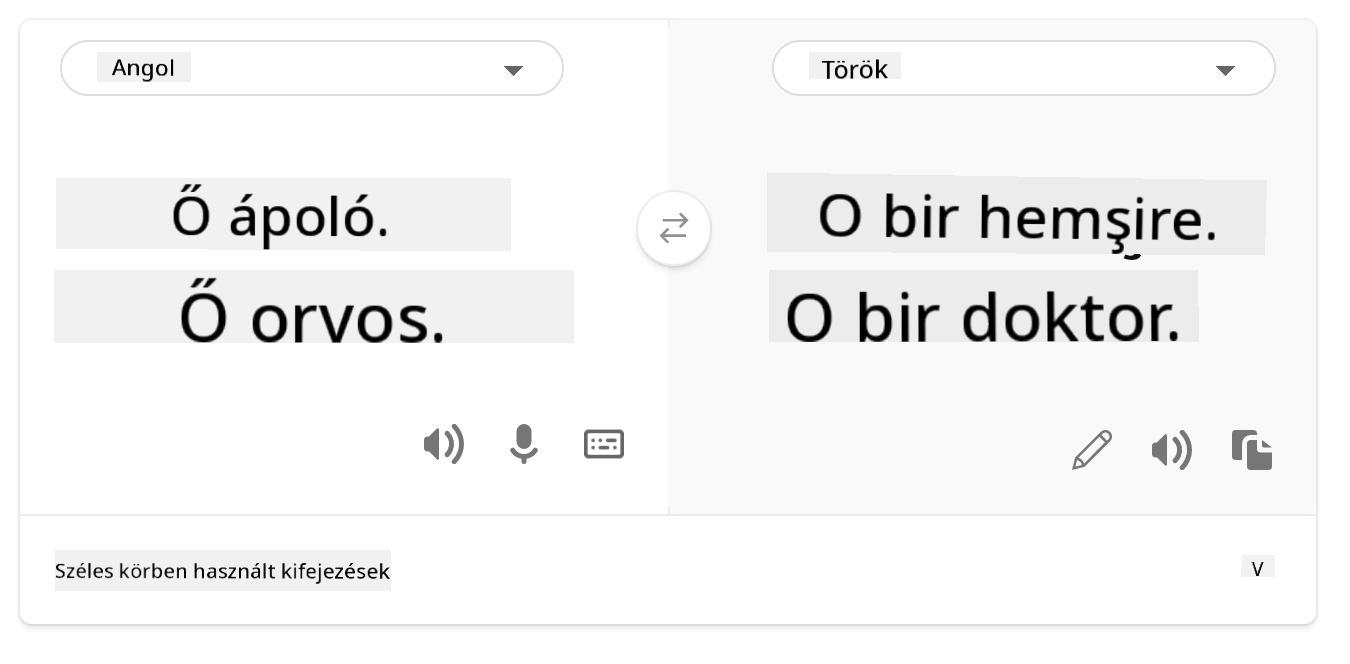 Angol
Török
Ő ápoló.
Ő orvos.
O bir hemşire.
O bir doktor.
Széles körben használt kifejezések
V